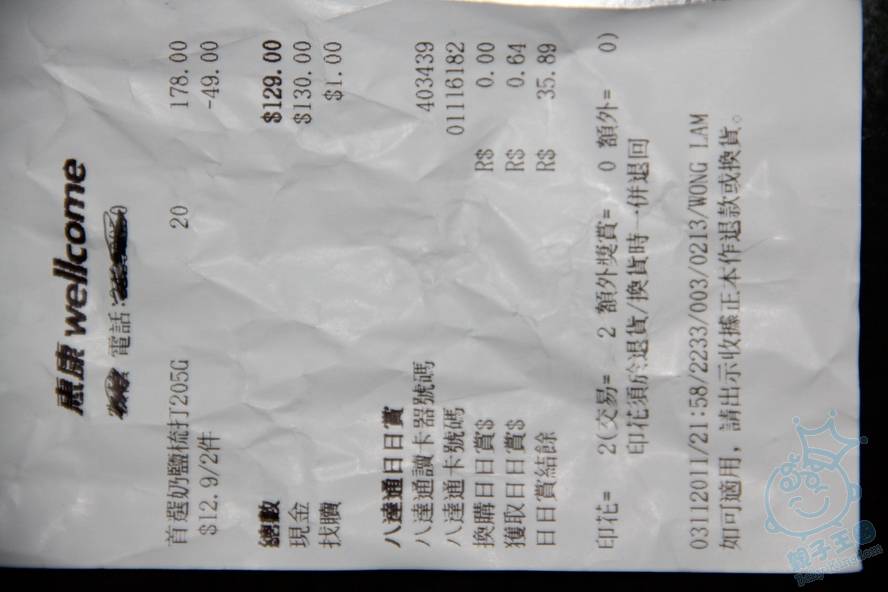 惠康 wellcome
電話:
首選奶鹽梳打205G 20 178.00
$12.9/2件 -49.00
總數 $129.00
現金 $130.00
找贖 $1.00
八達通日日賞
八達通讀卡器號碼 403439
八達通卡號碼 01116182
換購日日賞$ R$ 0.00
獲取日日賞$ R$ 0.64
日日賞結餘 R$ 35.89
印花= 2(交易= 2 額外獎賞= 0 額外= 0)
印花須於退貨/換貨時一併退回
03112011/21:58/2233/003/0213/WONG LAM
如可適用, 請出示收據正本作退款或換貨。
親子王國